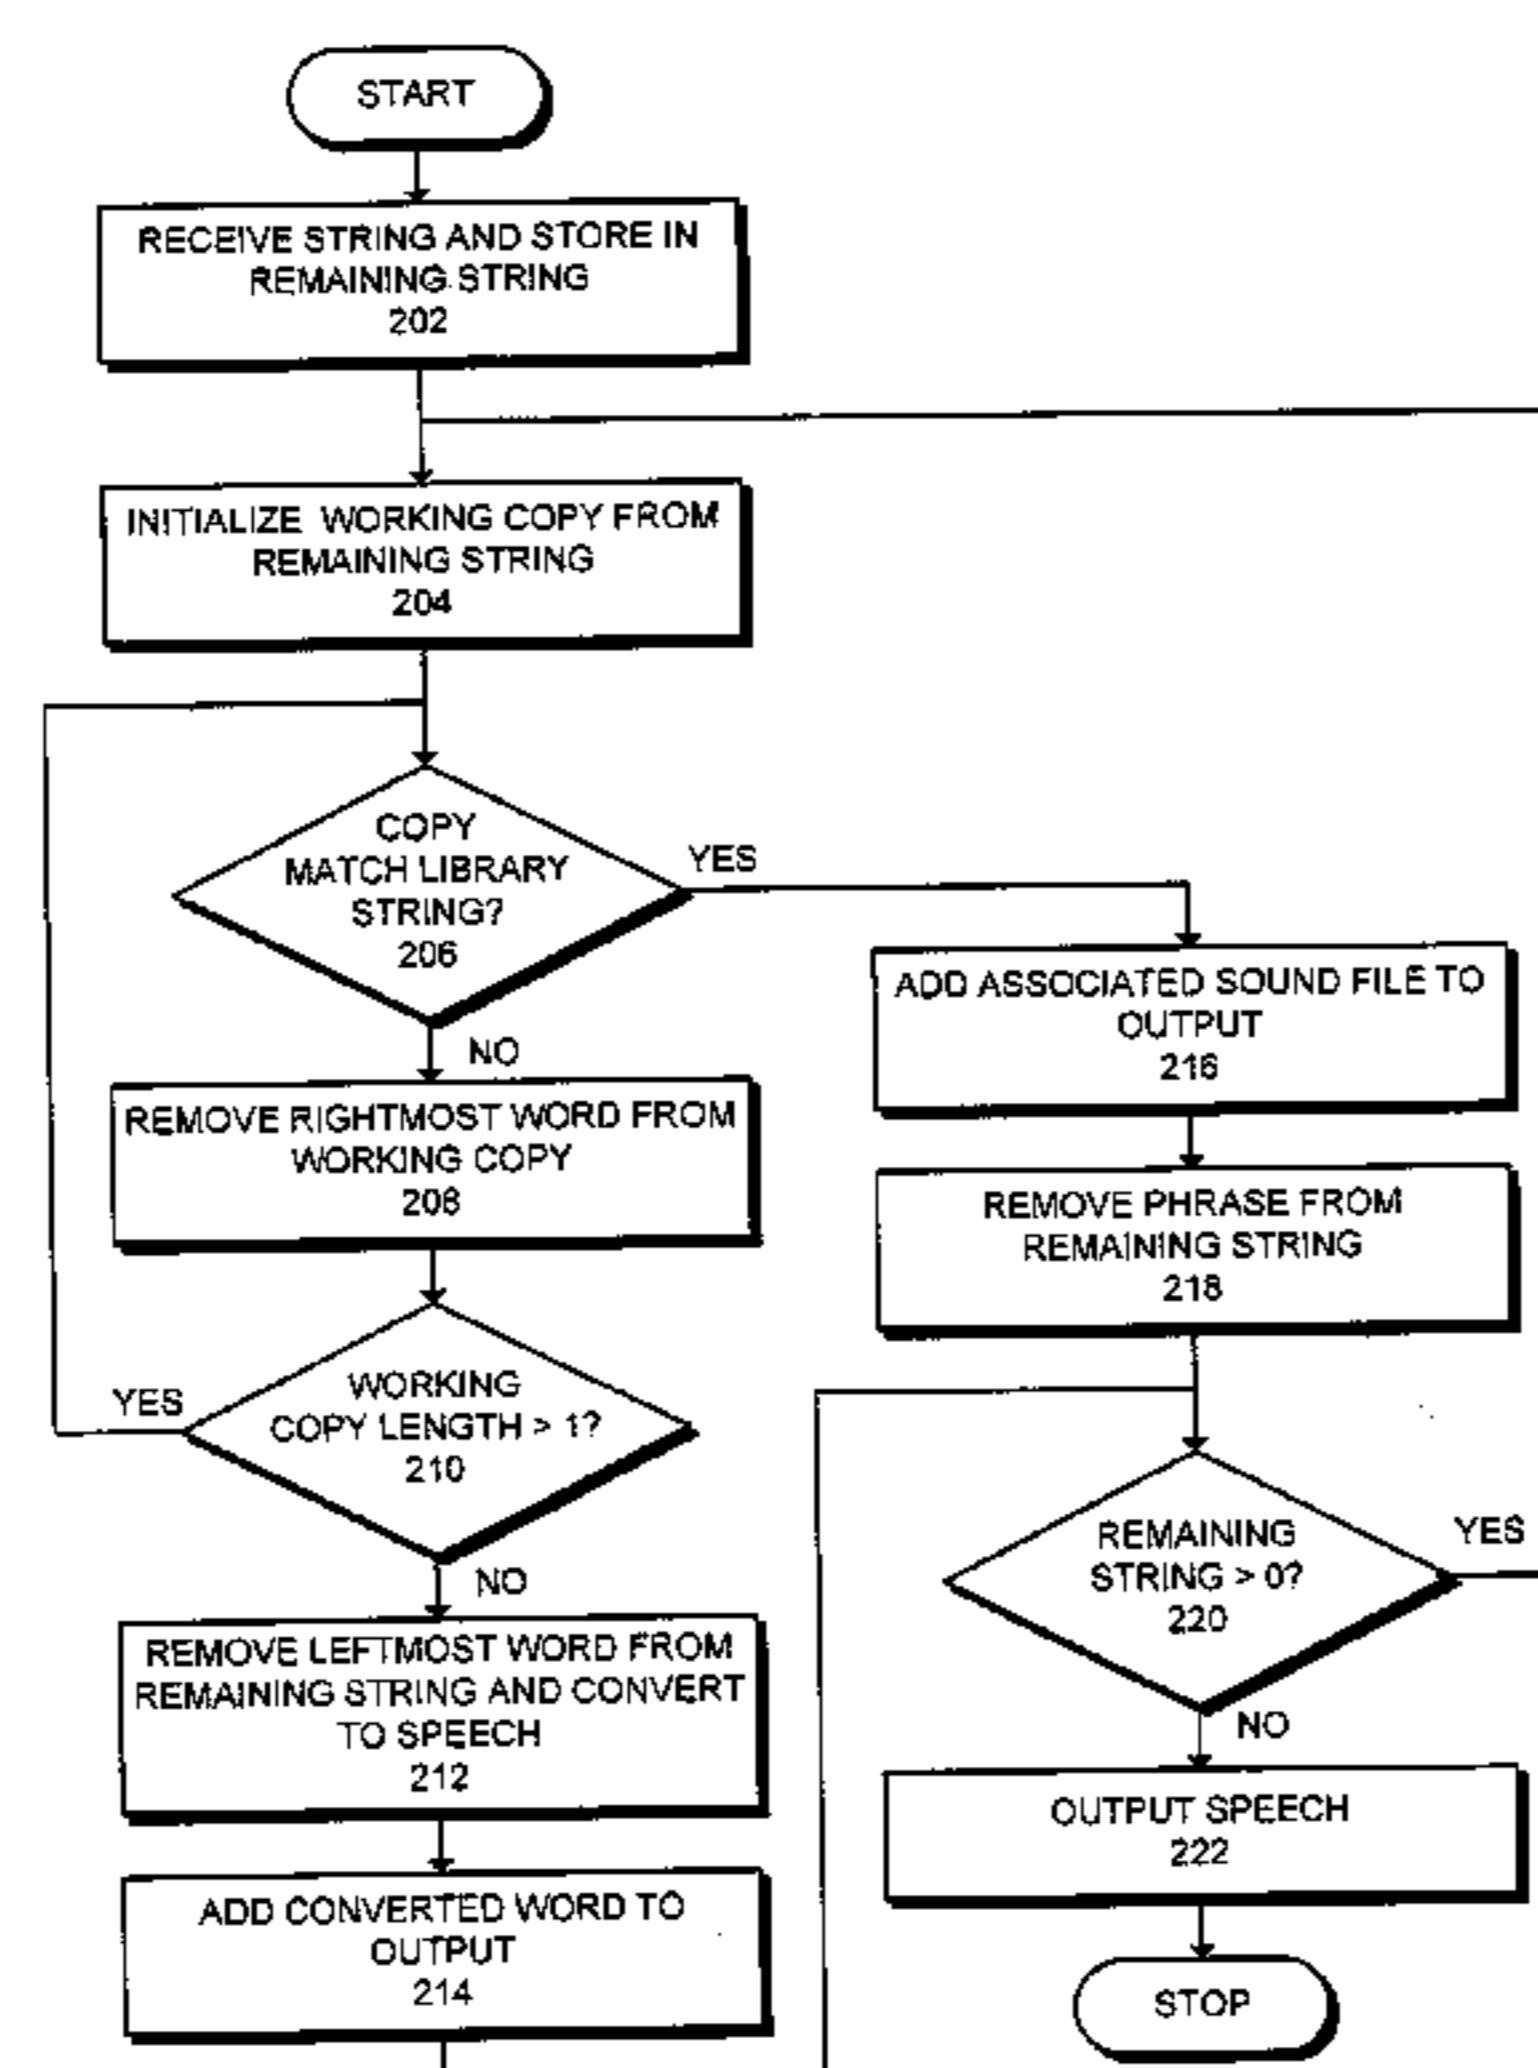 START
RECEIVE STRING AND STORE IN
REMAINING STRING
202
INITIALIZE WORKING COPY FROM
REMAINING STRING
204
COPY
MATCH LIBRARY
STRING?
206
YES
NO
REMOVE RIGHTMOST WORD FROM
WORKING COPY
208
WORKING
COPY LENGTH > 1?
210
YES
NO
REMOVE LEFTMOST WORD FROM
REMAINING STRING AND CONVERT
TO SPEECH
212
ADD CONVERTED WORD TO
OUTPUT
214
ADD ASSOCIATED SOUND FILE TO
OUTPUT
216
REMOVE PHRASE FROM
REMAINING STRING
218
REMAINING
STRING > 0?
220
YES
NO
OUTPUT SPEECH
222
STOP